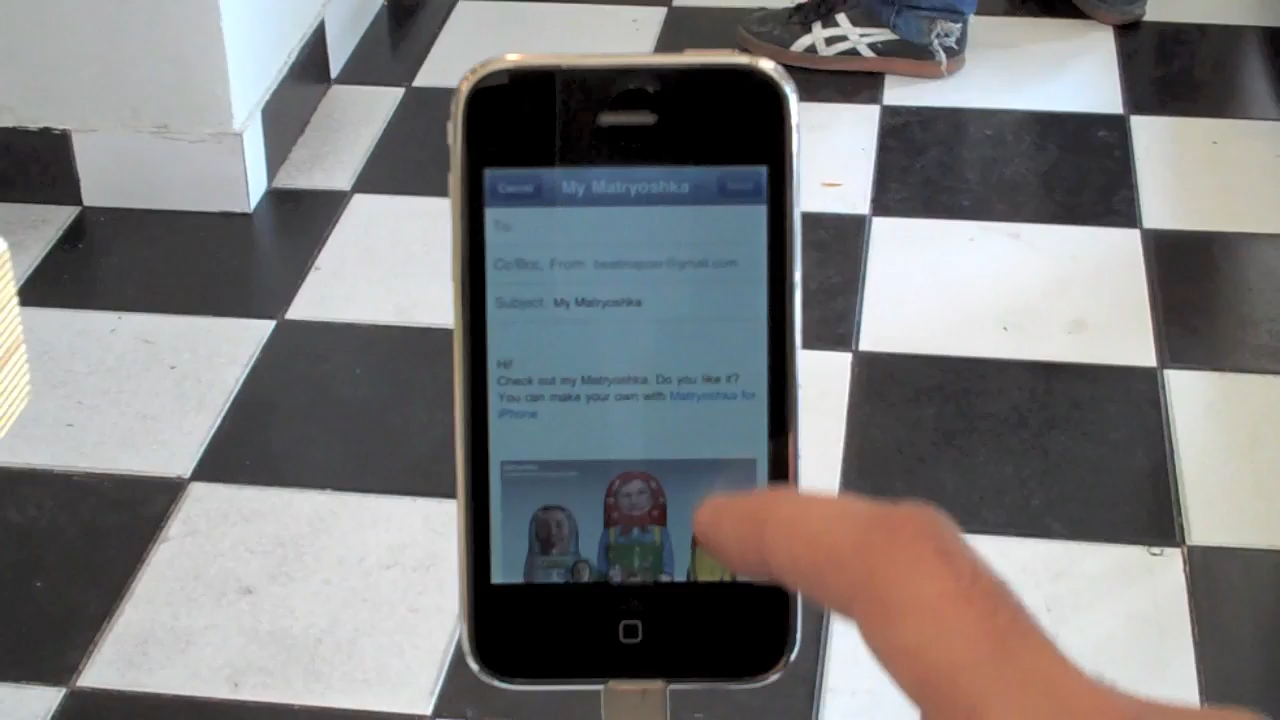 Cancel My Matryoshka
To:
Cc/Bcc, From:
Subject: My Matryoshka
Hi!
Check out my Matryoshka. Do you like it?
You can make your own with Matryoshka for
iPhone